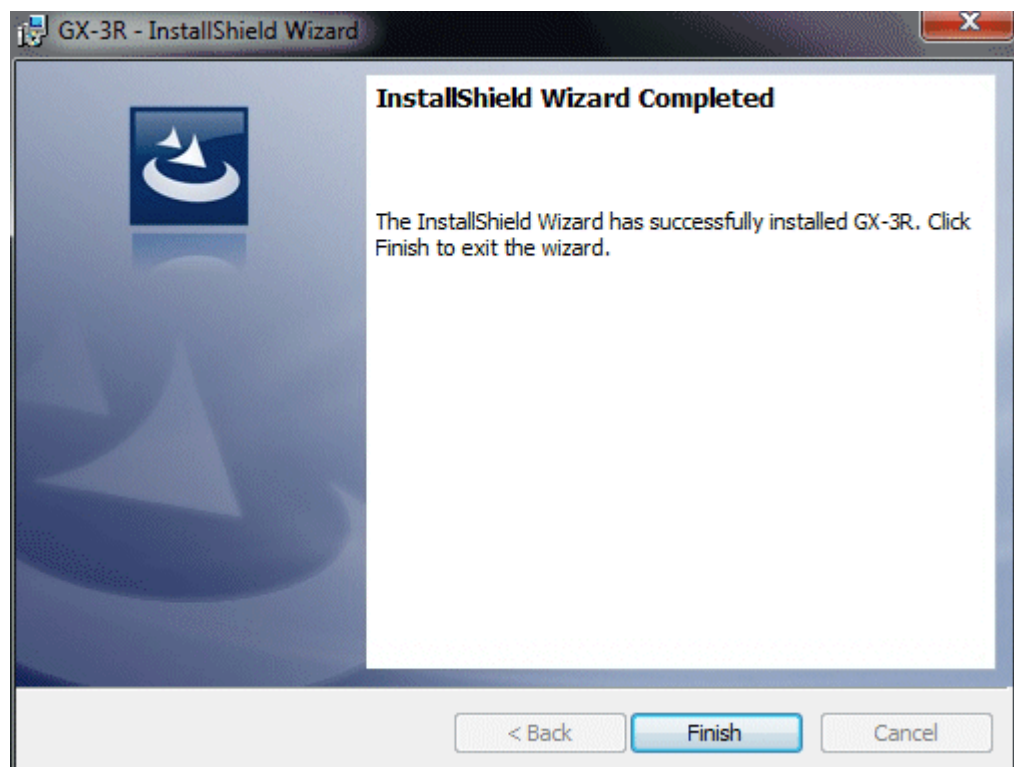 GX-3R - InstallShield Wizard
InstallShield Wizard Completed
The InstallShield Wizard has successfully installed GX-3R. Click
Finish to exit the wizard.
< Back
Finish
Cancel